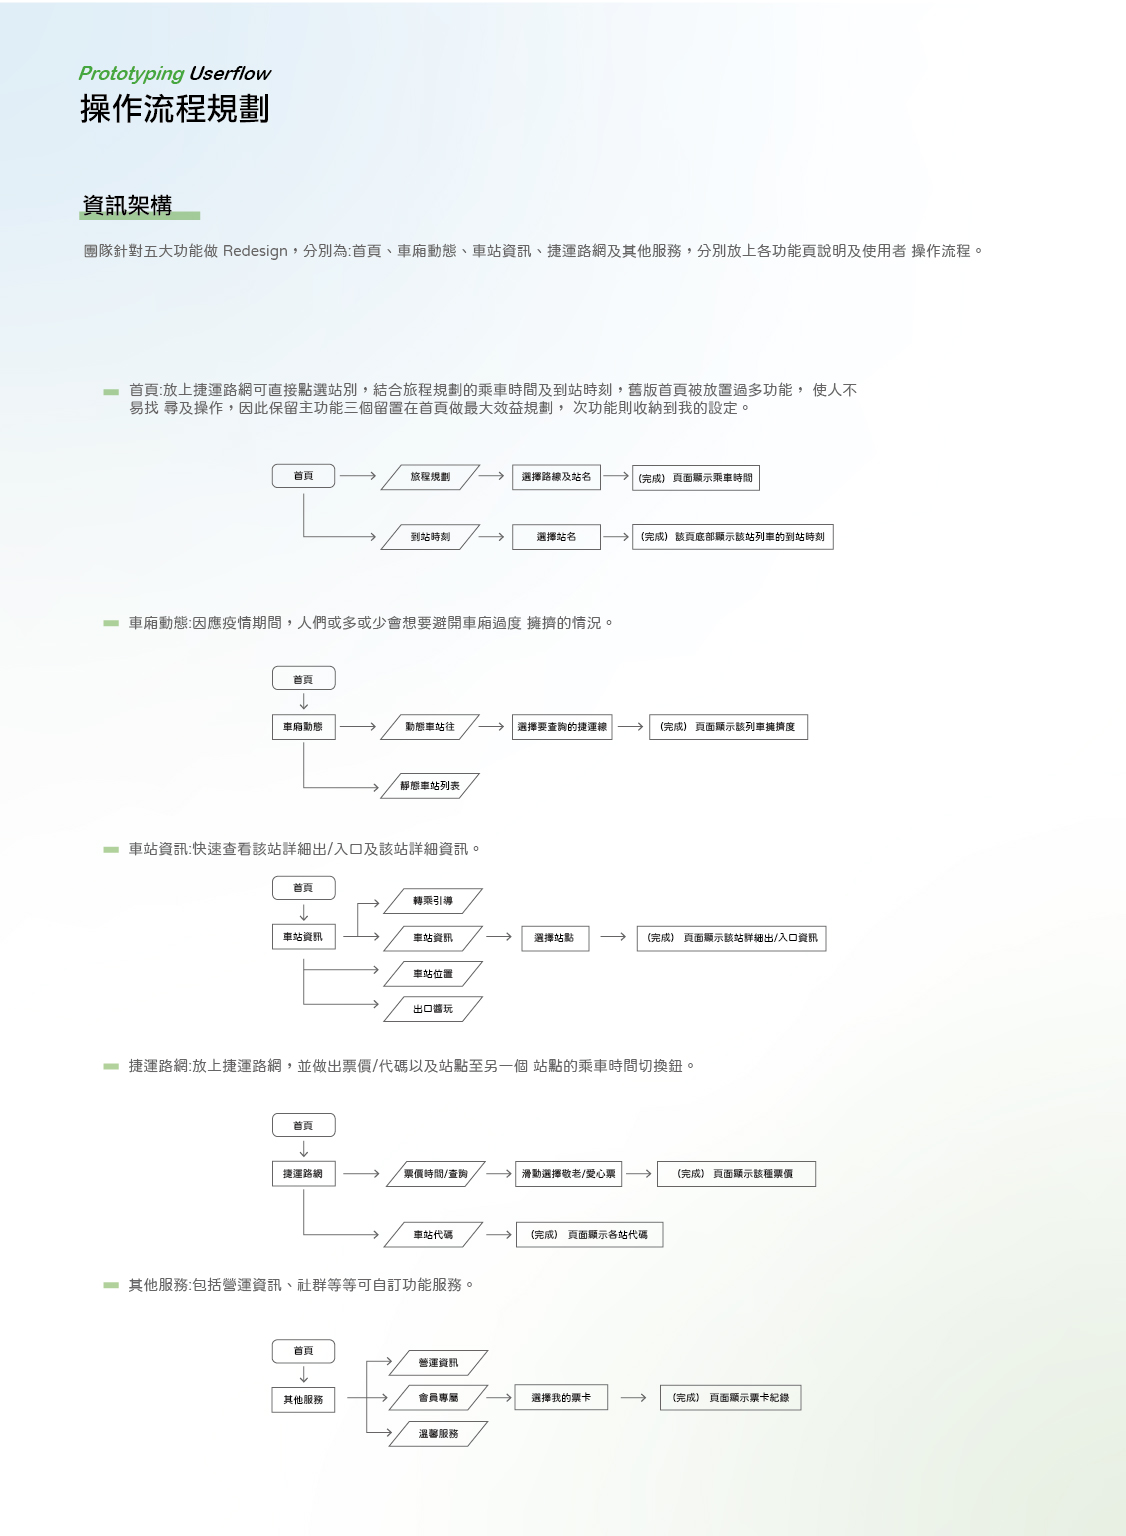 Prototyping Userflow
操作流程規劃
資訊架構
團隊針對五大功能做 Redesign，分別為:首頁、車廂動態、車站資訊、捷運路網及其他服務，分別放上各功能頁說明及使用者 操作流程。
首頁:放上捷運路網可直接點選站別，結合旅程規劃的乘車時間及到站時刻，舊版首頁被放置過多功能， 使人不
易找 尋及操作，因此保留主功能三個留置在首頁做最大效益規劃， 次功能則收納到我的設定。
首頁
旅程規劃
選擇路線及站名
(完成) 頁面顯示乘車時間
到站時刻
選擇站名
(完成) 該頁底部顯示該站列車的到站時刻
車廂動態:因應疫情期間，人們或多或少會想要避開車廂過度 擁擠的情況。
首頁
車廂動態
動態車站往
選擇要查詢的捷運線
(完成) 頁面顯示該列車擁擠度
靜態車站列表
車站資訊:快速查看該站詳細出/入口及該站詳細資訊。
首頁
轉乘引導
車站資訊
車站資訊
選擇站點
(完成) 頁面顯示該站詳細出/入口資訊
車站位置
出口醬玩
捷運路網:放上捷運路網，並做出票價/代碼以及站點至另一個 站點的乘車時間切換鈕。
首頁
捷運路網
票價時間/查詢
滑動選擇敬老/愛心票
(完成) 頁面顯示該種票價
車站代碼
(完成) 頁面顯示各站代碼
其他服務:包括營運資訊、社群等等可自訂功能服務。
首頁
營運資訊
其他服務
會員專屬
選擇我的票卡
(完成) 頁面顯示票卡紀錄
溫馨服務